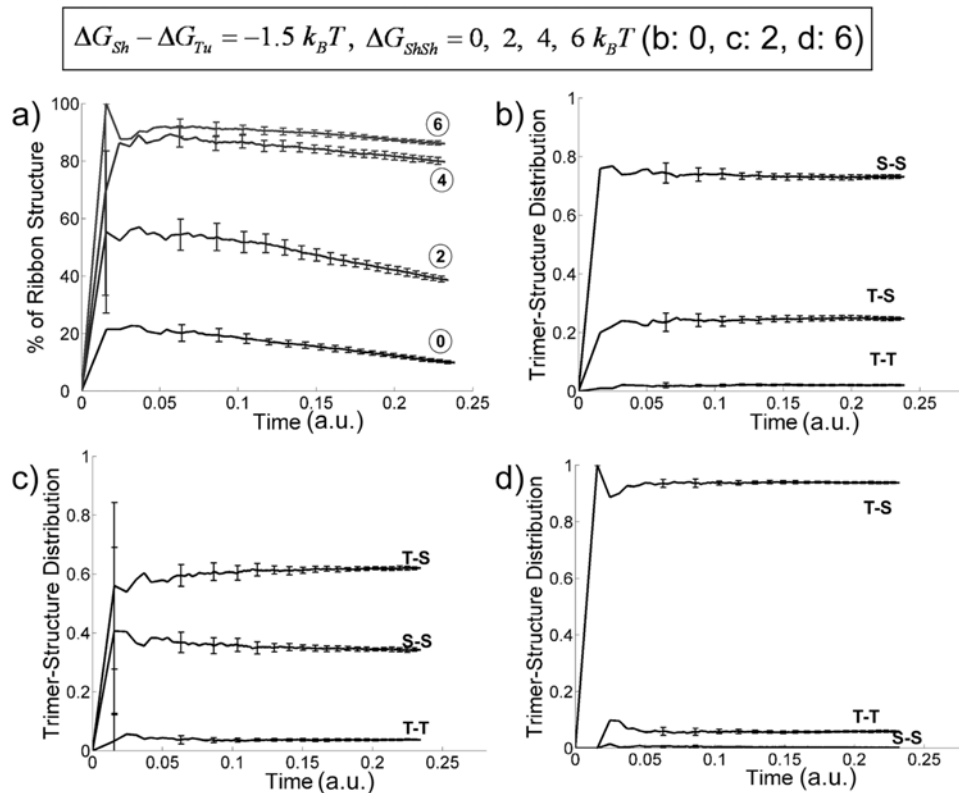 ΔG_Sh − ΔG_Tu = −1.5 k_BT, ΔG_ShSh = 0, 2, 4, 6 k_BT (b: 0, c: 2, d: 6)
a)
% of Ribbon Structure
100
80
60
40
20
0
6
4
2
0
0 0.05 0.1 0.15 0.2 0.25
Time (a.u.)
b)
Trimer-Structure Distribution
1
0.8
0.6
0.4
0.2
0
S-S
T-S
T-T
0 0.05 0.1 0.15 0.2 0.25
Time (a.u.)
c)
Trimer-Structure Distribution
1
0.8
0.6
0.4
0.2
0
T-S
S-S
T-T
0 0.05 0.1 0.15 0.2 0.25
Time (a.u.)
d)
Trimer-Structure Distribution
1
0.8
0.6
0.4
0.2
0
T-S
T-T
S-S
0 0.05 0.1 0.15 0.2 0.25
Time (a.u.)